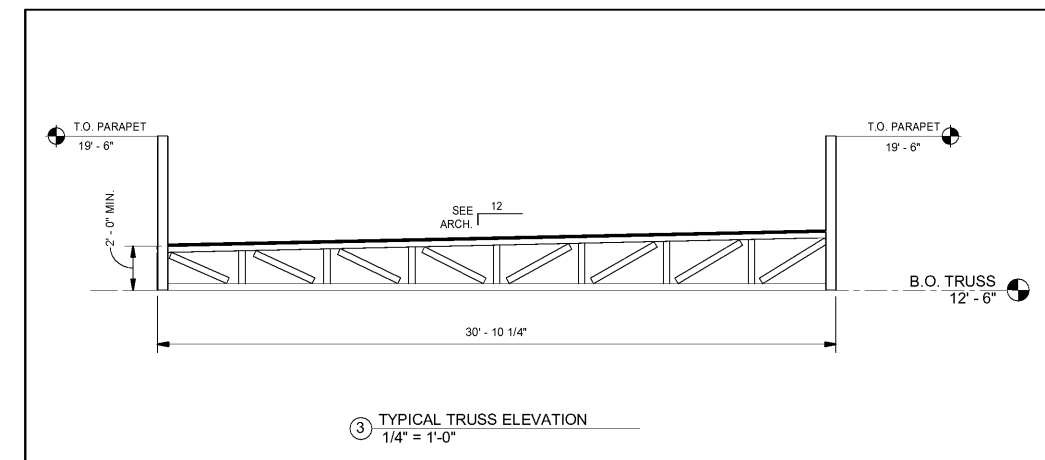 T.O. PARAPET
19' - 6"
T.O. PARAPET
19' - 6"
2' - 0" MIN.
SEE
ARCH.
12
B.O. TRUSS
12' - 6"
30' - 10 1/4"
3
TYPICAL TRUSS ELEVATION
1/4" = 1'-0"